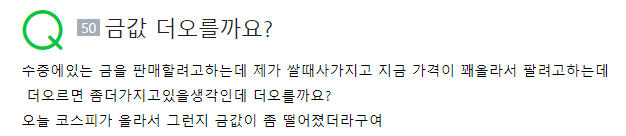 Q 50 금값 더오를까요?
수중에있는 금을 판매할려고하는데 제가 쌀때사가지고 지금 가격이 꽤올라서 팔려고하는데
더오르면 좀더가지고있을생각인데 더오를까요?
오늘 코스피가 올라서 그런지 금값이 좀 떨어졌더라구여